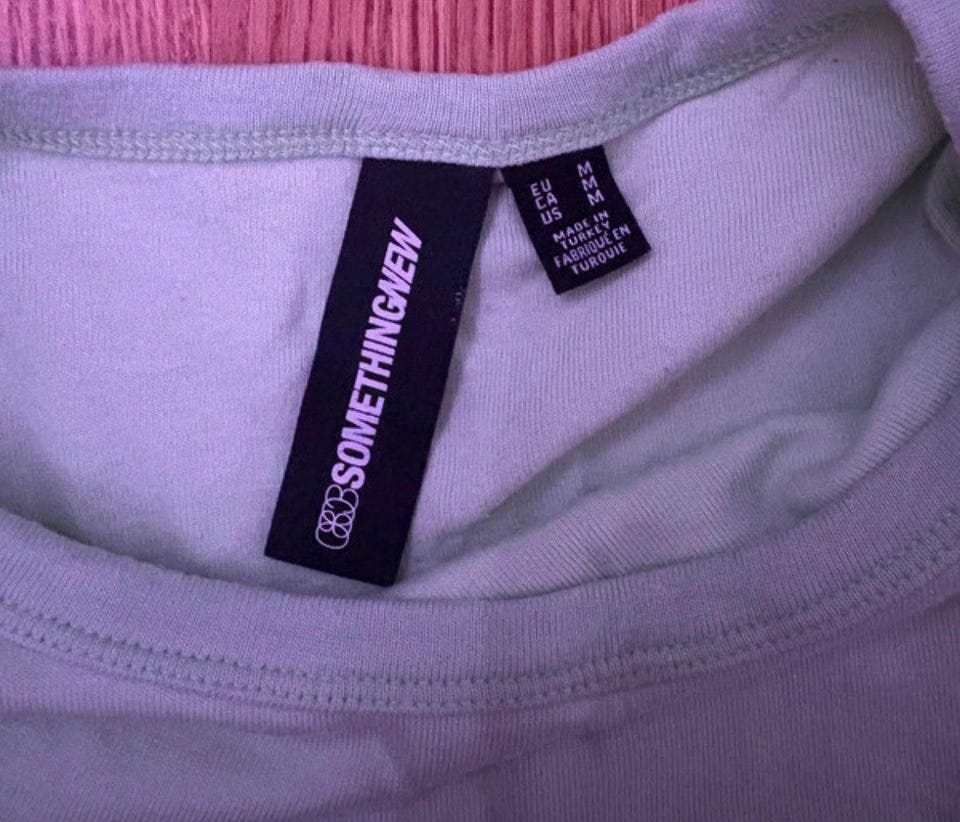 SOMETHINGNEW
EU M
CA M
US M
MADE IN
TURKEY
FABRIQUÉ EN
TURQUIE